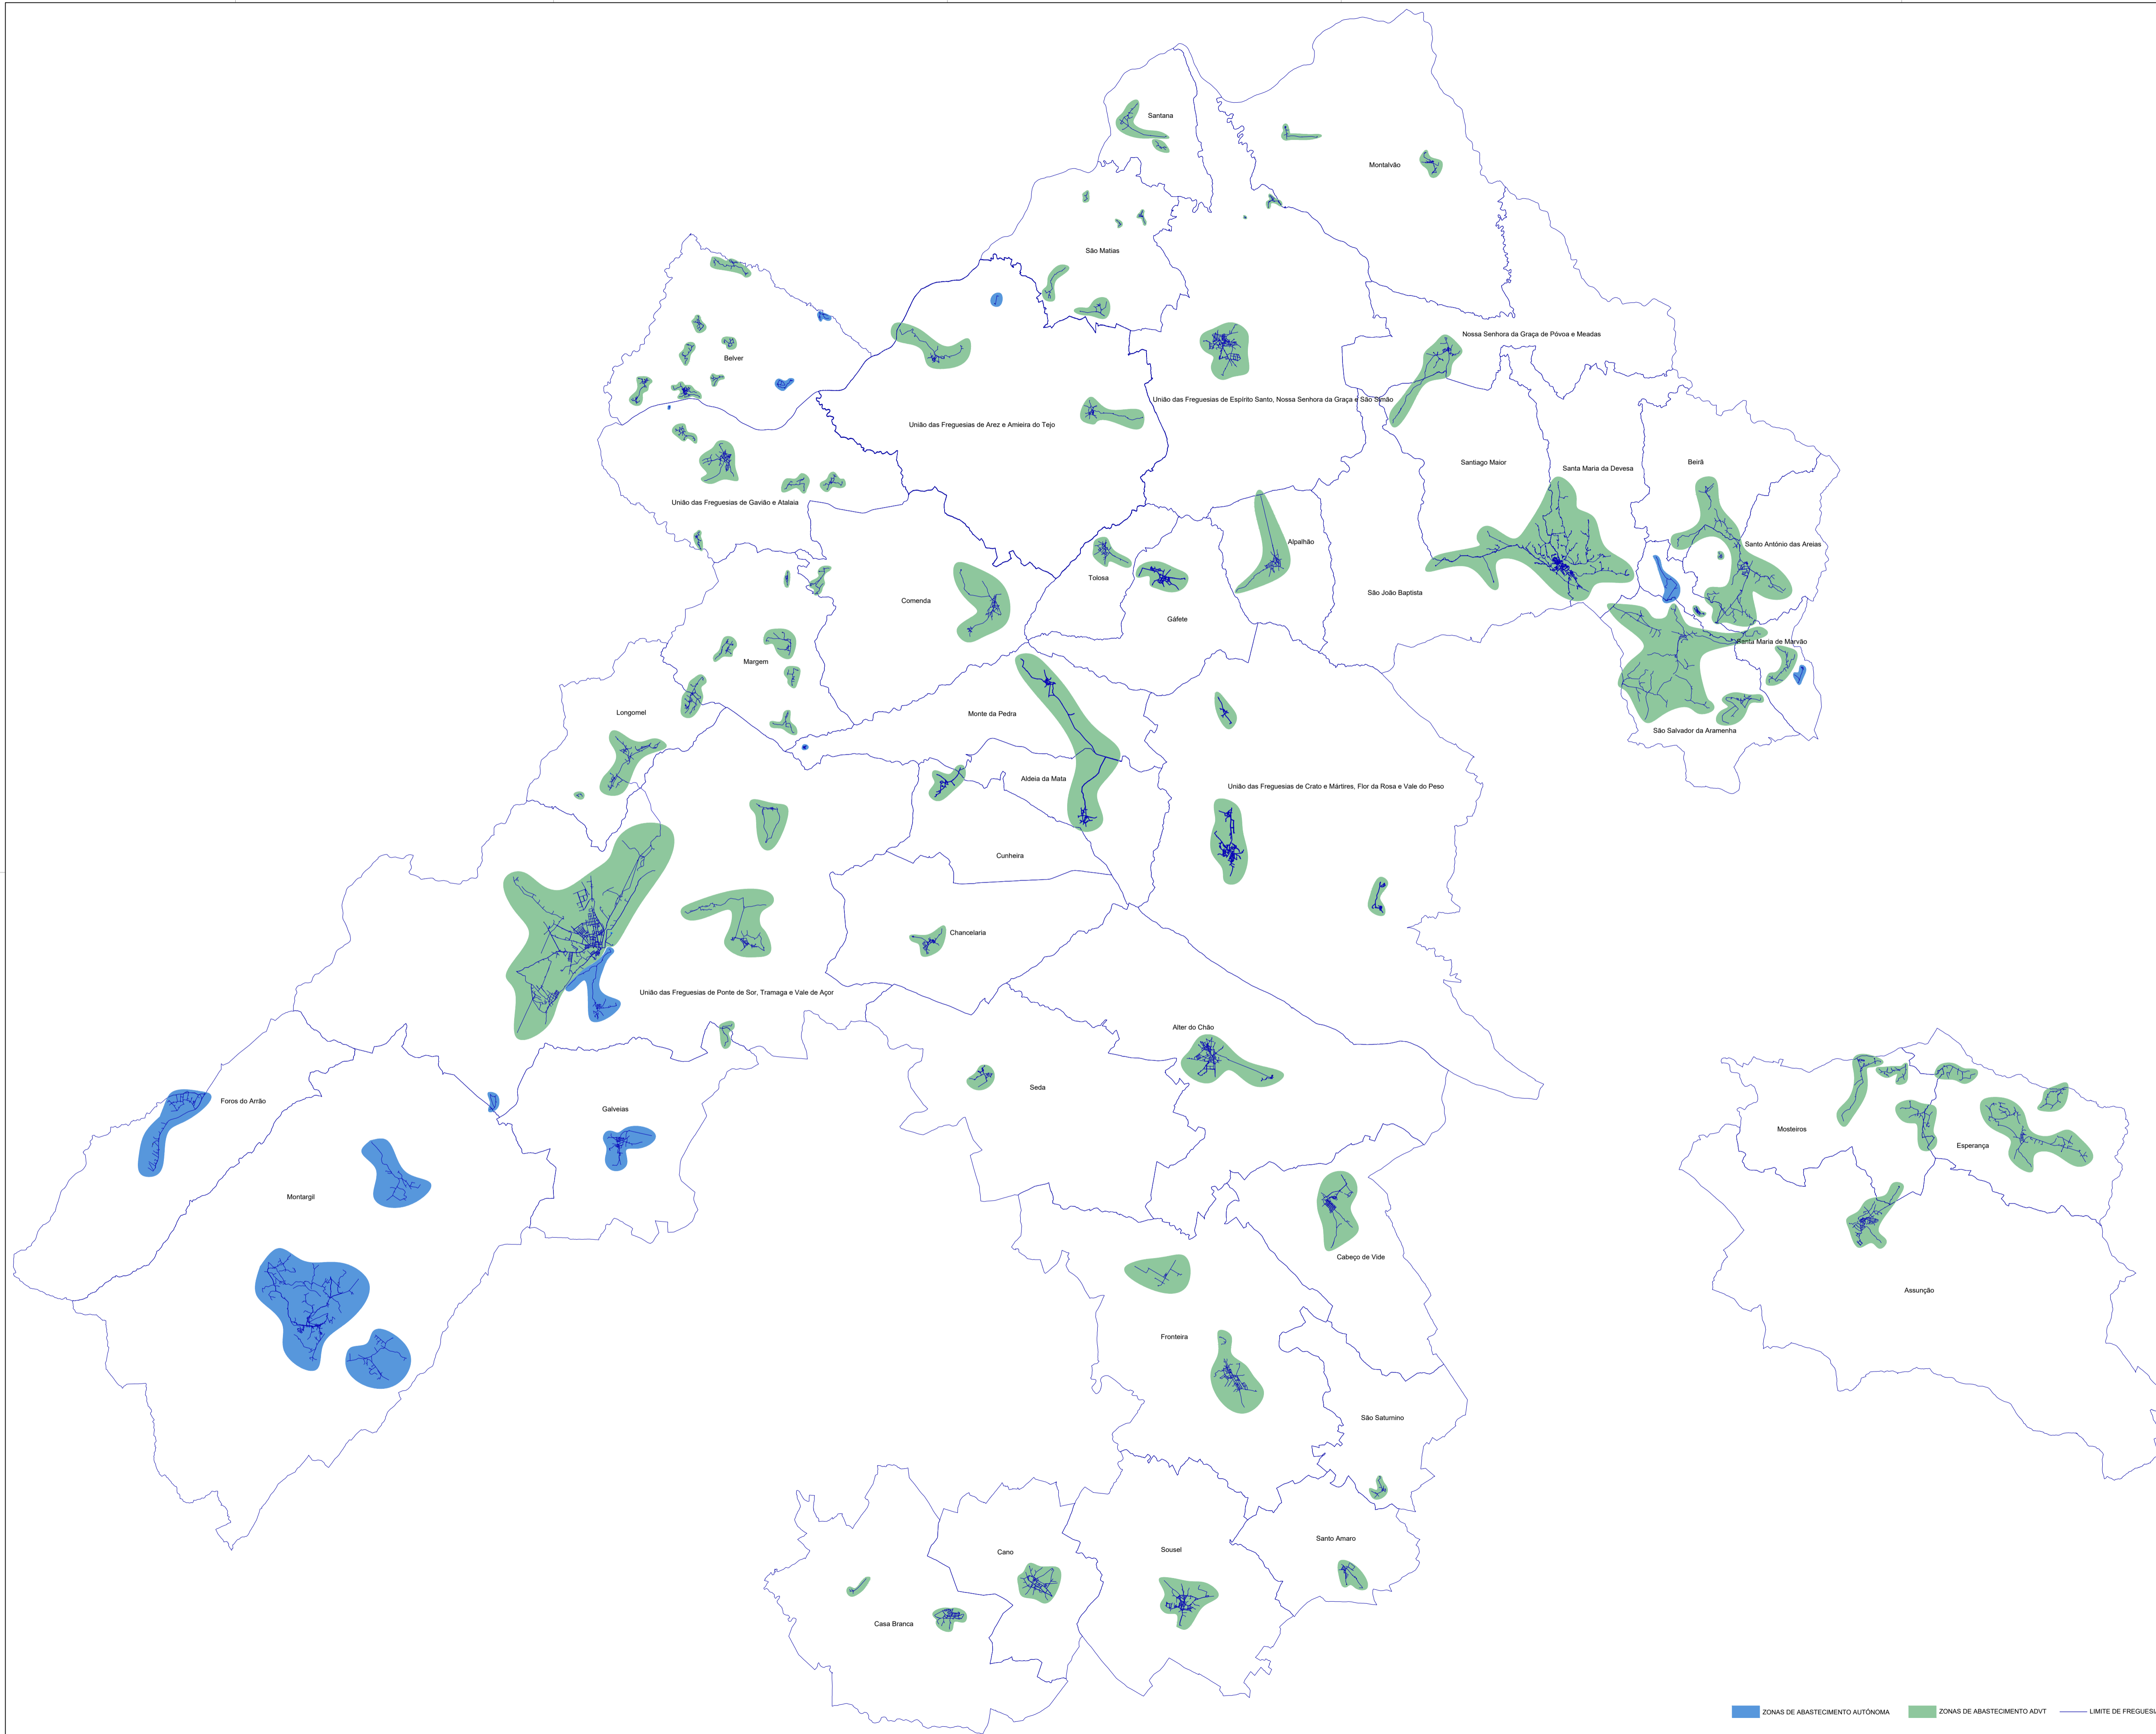 Santana
Montalvão
São Matias
Nossa Senhora da Graça de Póvoa e Meadas
Belver
União das Freguesias de Espírito Santo, Nossa Senhora da Graça e São Simão
União das Freguesias de Arez e Amieira do Tejo
Santiago Maior
Santa Maria da Devesa
Beirã
União das Freguesias de Gavião e Atalaia
Alpalhão
Santo António das Areias
Tolosa
Comenda
São João Baptista
Gáfete
Santa Maria de Marvão
Margem
Longomel
Monte da Pedra
São Salvador da Aramenha
Aldeia da Mata
União das Freguesias de Crato e Mártires, Flor da Rosa e Vale do Peso
Cunheira
Chancelaria
União das Freguesias de Ponte de Sor, Tramaga e Vale de Açor
Alter do Chão
Seda
Foros do Arrão
Galveias
Mosteiros
Esperança
Montargil
Cabeço de Vide
Assunção
Fronteira
São Saturnino
Santo Amaro
Cano
Sousel
Casa Branca
ZONAS DE ABASTECIMENTO AUTÓNOMA
ZONAS DE ABASTECIMENTO ADVT
LIMITE DE